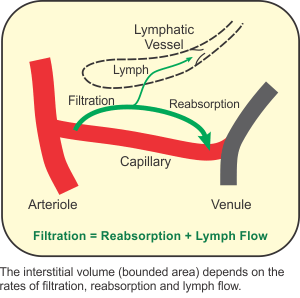 Lymphatic
Vessel
Lymph
Filtration
Reabsorption
Capillary
Arteriole
Venule
Filtration = Reabsorption + Lymph Flow
The interstitial volume (bounded area) depends on the
rates of filtration, reabsorption and lymph flow.